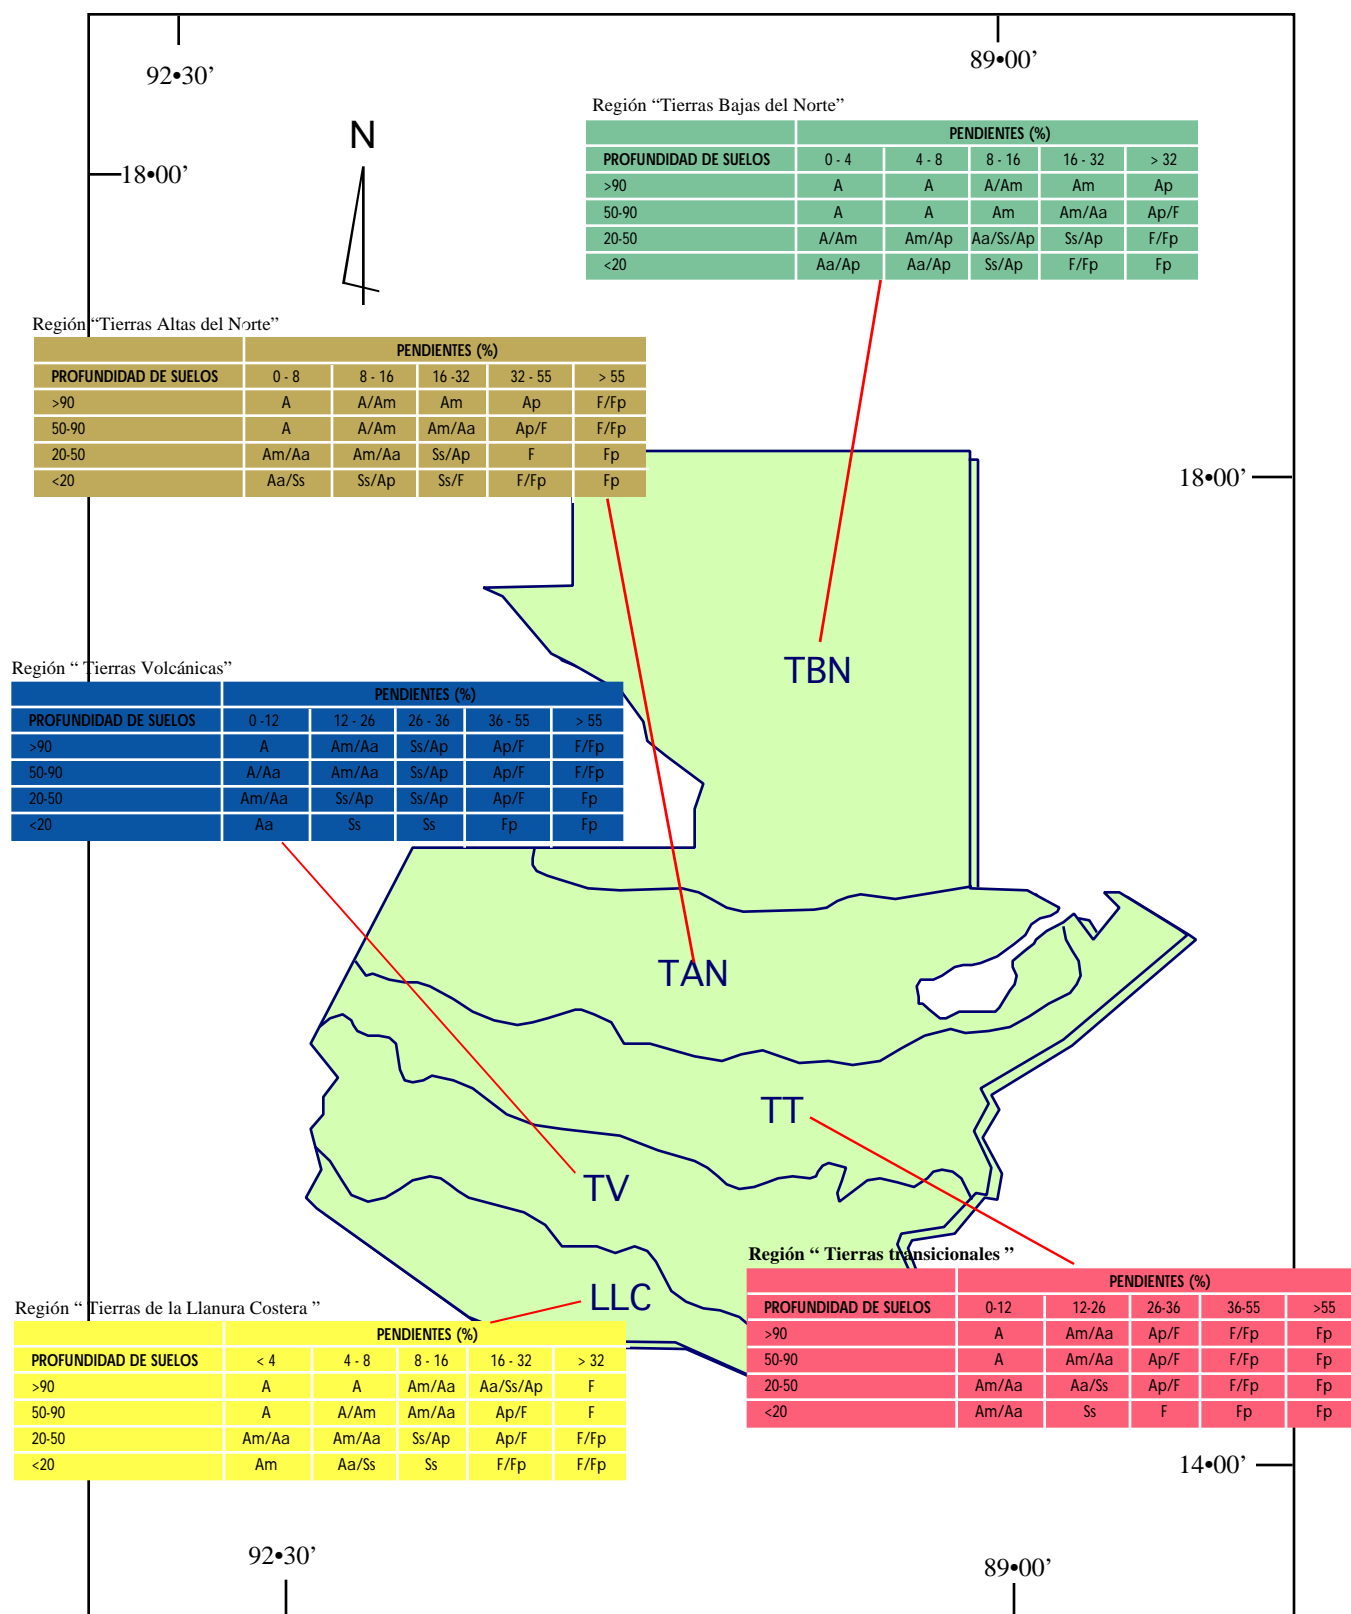 92•30’
89•00’
Región “Tierras Bajas del Norte”
PENDIENTES (%)
PROFUNDIDAD DE SUELOS 0 - 4 4 - 8 8 - 16 16 - 32 > 32
>90 A A A/Am Am Ap
50-90 A A Am Am/Aa Ap/F
20-50 A/Am Am/Ap Aa/Ss/Ap Ss/Ap F/Fp
<20 Aa/Ap Aa/Ap Ss/Ap F/Fp Fp
N
18•00’
Región “Tierras Altas del Norte”
PENDIENTES (%)
PROFUNDIDAD DE SUELOS 0 - 8 8 - 16 16 -32 32 - 55 > 55
>90 A A/Am Am Ap F/Fp
50-90 A A/Am Am/Aa Ap/F F/Fp
20-50 Am/Aa Am/Aa Ss/Ap F Fp
<20 Aa/Ss Ss/Ap Ss/F F/Fp Fp
18•00’
TBN
Región “ Tierras Volcánicas”
PENDIENTES (%)
PROFUNDIDAD DE SUELOS 0 -12 12 - 26 26 - 36 36 - 55 > 55
>90 A Am/Aa Ss/Ap Ap/F F/Fp
50-90 A/Aa Am/Aa Ss/Ap Ap/F F/Fp
20-50 Am/Aa Ss/Ap Ss/Ap Ap/F Fp
<20 Aa Ss Ss Fp Fp
TAN
TT
TV
LLC
Región “ Tierras transicionales ”
PENDIENTES (%)
PROFUNDIDAD DE SUELOS 0-12 12-26 26-36 36-55 >55
>90 A Am/Aa Ap/F F/Fp Fp
50-90 A Am/Aa Ap/F F/Fp Fp
20-50 Am/Aa Aa/Ss Ap/F F/Fp Fp
<20 Am/Aa Ss F Fp Fp
Región “ Tierras de la Llanura Costera ”
PENDIENTES (%)
PROFUNDIDAD DE SUELOS < 4 4 - 8 8 - 16 16 - 32 > 32
>90 A A Am/Aa Aa/Ss/Ap F
50-90 A A/Am Am/Aa Ap/F F
20-50 Am/Aa Am/Aa Ss/Ap Ap/F F/Fp
<20 Am Aa/Ss Ss F/Fp F/Fp
14•00’
92•30’
89•00’